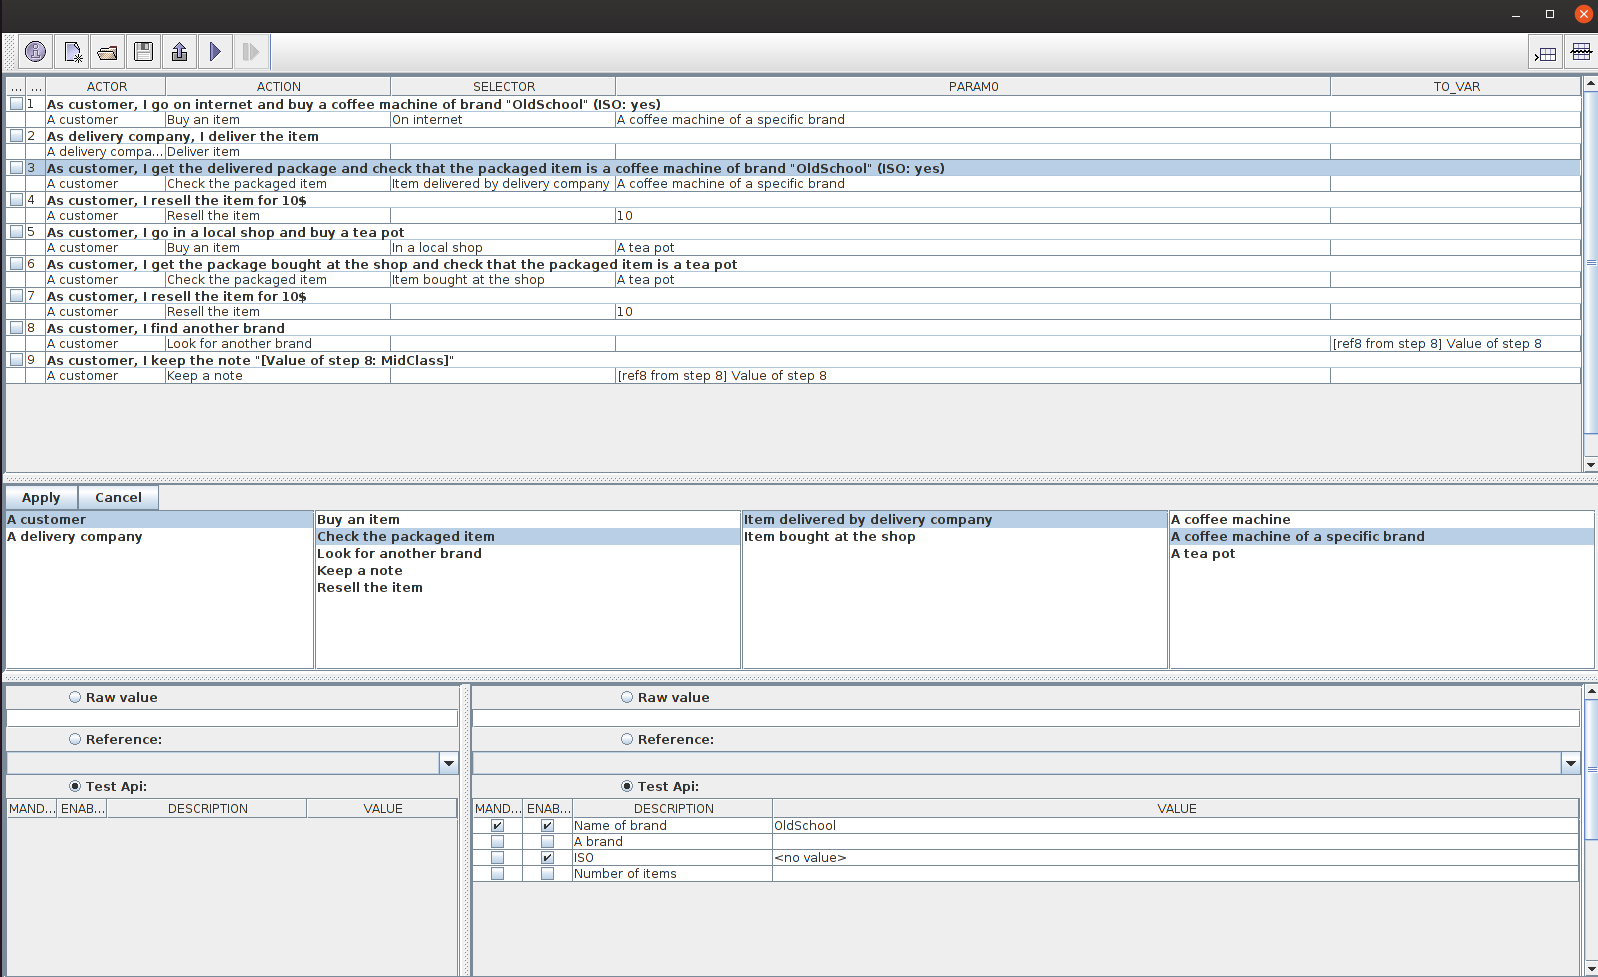 ... ... ACTOR ACTION SELECTOR PARAM0 TO_VAR
1 As customer, I go on internet and buy a coffee machine of brand "OldSchool" (ISO: yes)
A customer Buy an item On internet A coffee machine of a specific brand
2 As delivery company, I deliver the item
A delivery compa... Deliver item
3 As customer, I get the delivered package and check that the packaged item is a coffee machine of brand "OldSchool" (ISO: yes)
A customer Check the packaged item Item delivered by delivery company A coffee machine of a specific brand
4 As customer, I resell the item for 10$
A customer Resell the item 10
5 As customer, I go in a local shop and buy a tea pot
A customer Buy an item In a local shop A tea pot
6 As customer, I get the package bought at the shop and check that the packaged item is a tea pot
A customer Check the packaged item Item bought at the shop A tea pot
7 As customer, I resell the item for 10$
A customer Resell the item 10
8 As customer, I find another brand
A customer Look for another brand [ref8 from step 8] Value of step 8
9 As customer, I keep the note "[Value of step 8: MidClass]"
A customer Keep a note [ref8 from step 8] Value of step 8
Apply Cancel
A customer Buy an item Item delivered by delivery company A coffee machine
A delivery company Check the packaged item Item bought at the shop A coffee machine of a specific brand
Look for another brand A tea pot
Keep a note
Resell the item
Raw value Raw value
Reference: Reference:
Test Api: Test Api:
MAND... ENAB... DESCRIPTION VALUE MAND... ENAB... DESCRIPTION VALUE
Name of brand OldSchool
A brand
ISO <no value>
Number of items